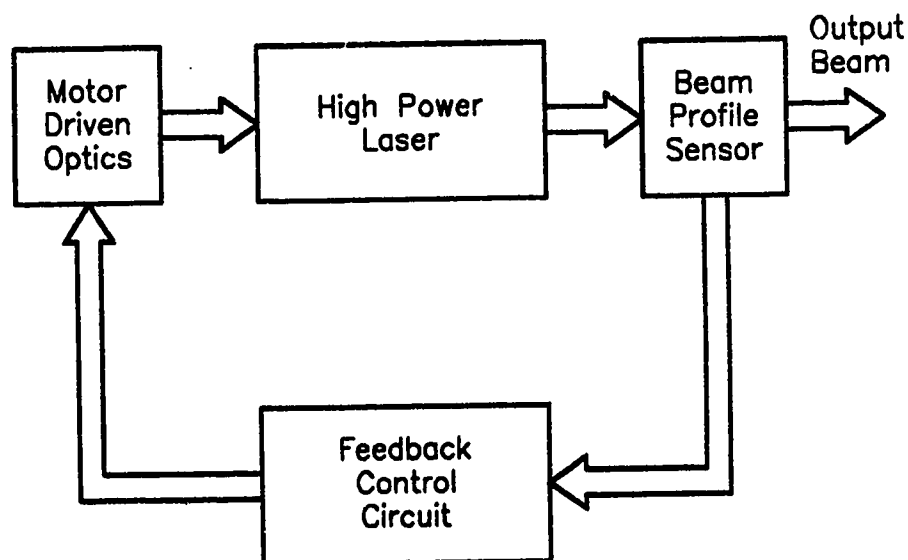 Output
Beam
Motor
Driven
Optics
High Power
Laser
Beam
Profile
Sensor
Feedback
Control
Circuit